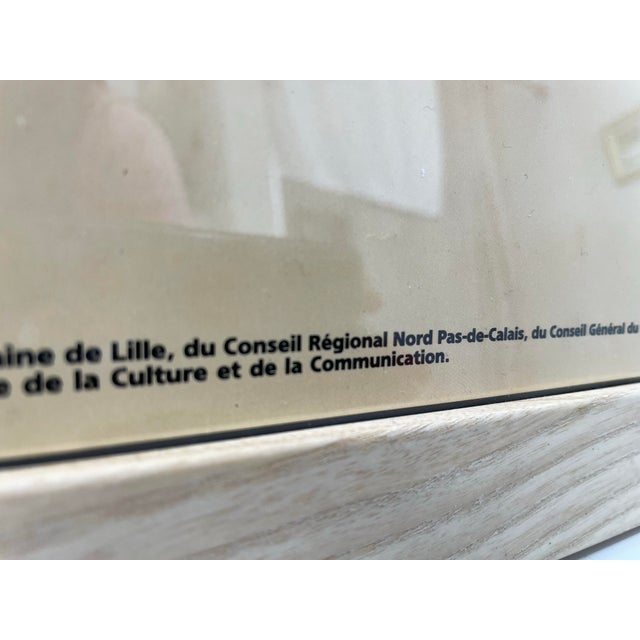 aine de Lille, du Conseil Régional Nord Pas-de-Calais, du Conseil Général du
e de la Culture et de la Communication.